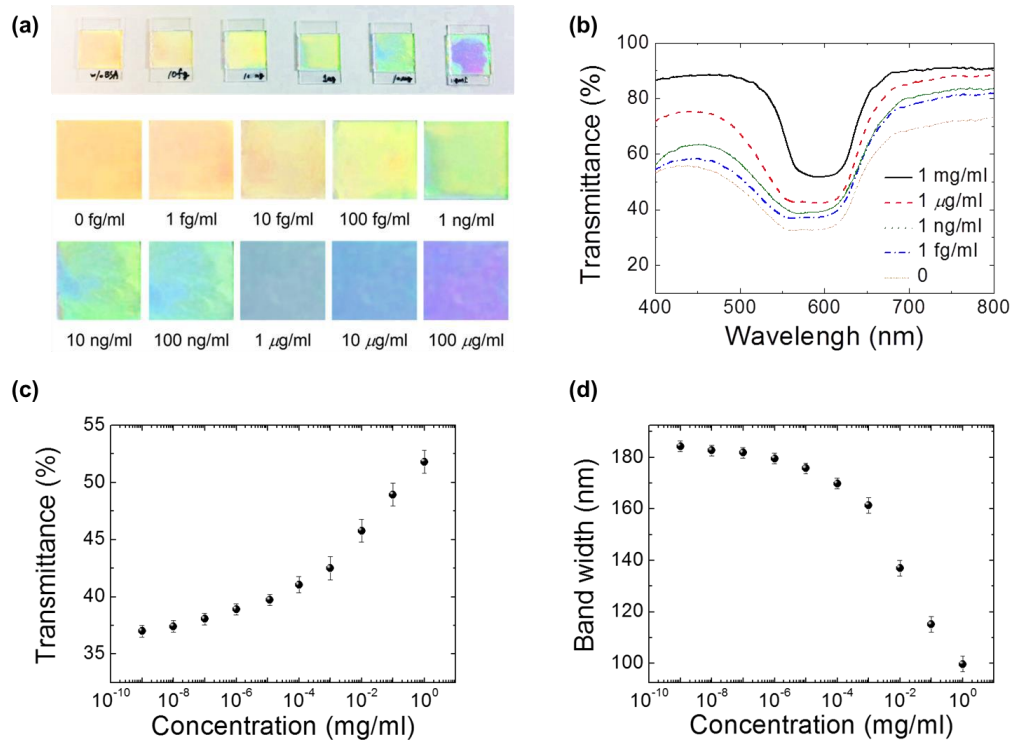 (a)
w/o BSA 10fg 1ng
0 fg/ml 1 fg/ml 10 fg/ml 100 fg/ml 1 ng/ml
10 ng/ml 100 ng/ml 1 μg/ml 10 μg/ml 100 μg/ml
(b)
Transmittance (%)
100
80
60
40
20
1 mg/ml
1 μg/ml
1 ng/ml
1 fg/ml
0
400 500 600 700 800
Wavelengh (nm)
(c)
Transmittance (%)
55
50
45
40
35
10⁻¹⁰ 10⁻⁸ 10⁻⁶ 10⁻⁴ 10⁻² 10⁰
Concentration (mg/ml)
(d)
Band width (nm)
180
160
140
120
100
10⁻¹⁰ 10⁻⁸ 10⁻⁶ 10⁻⁴ 10⁻² 10⁰
Concentration (mg/ml)